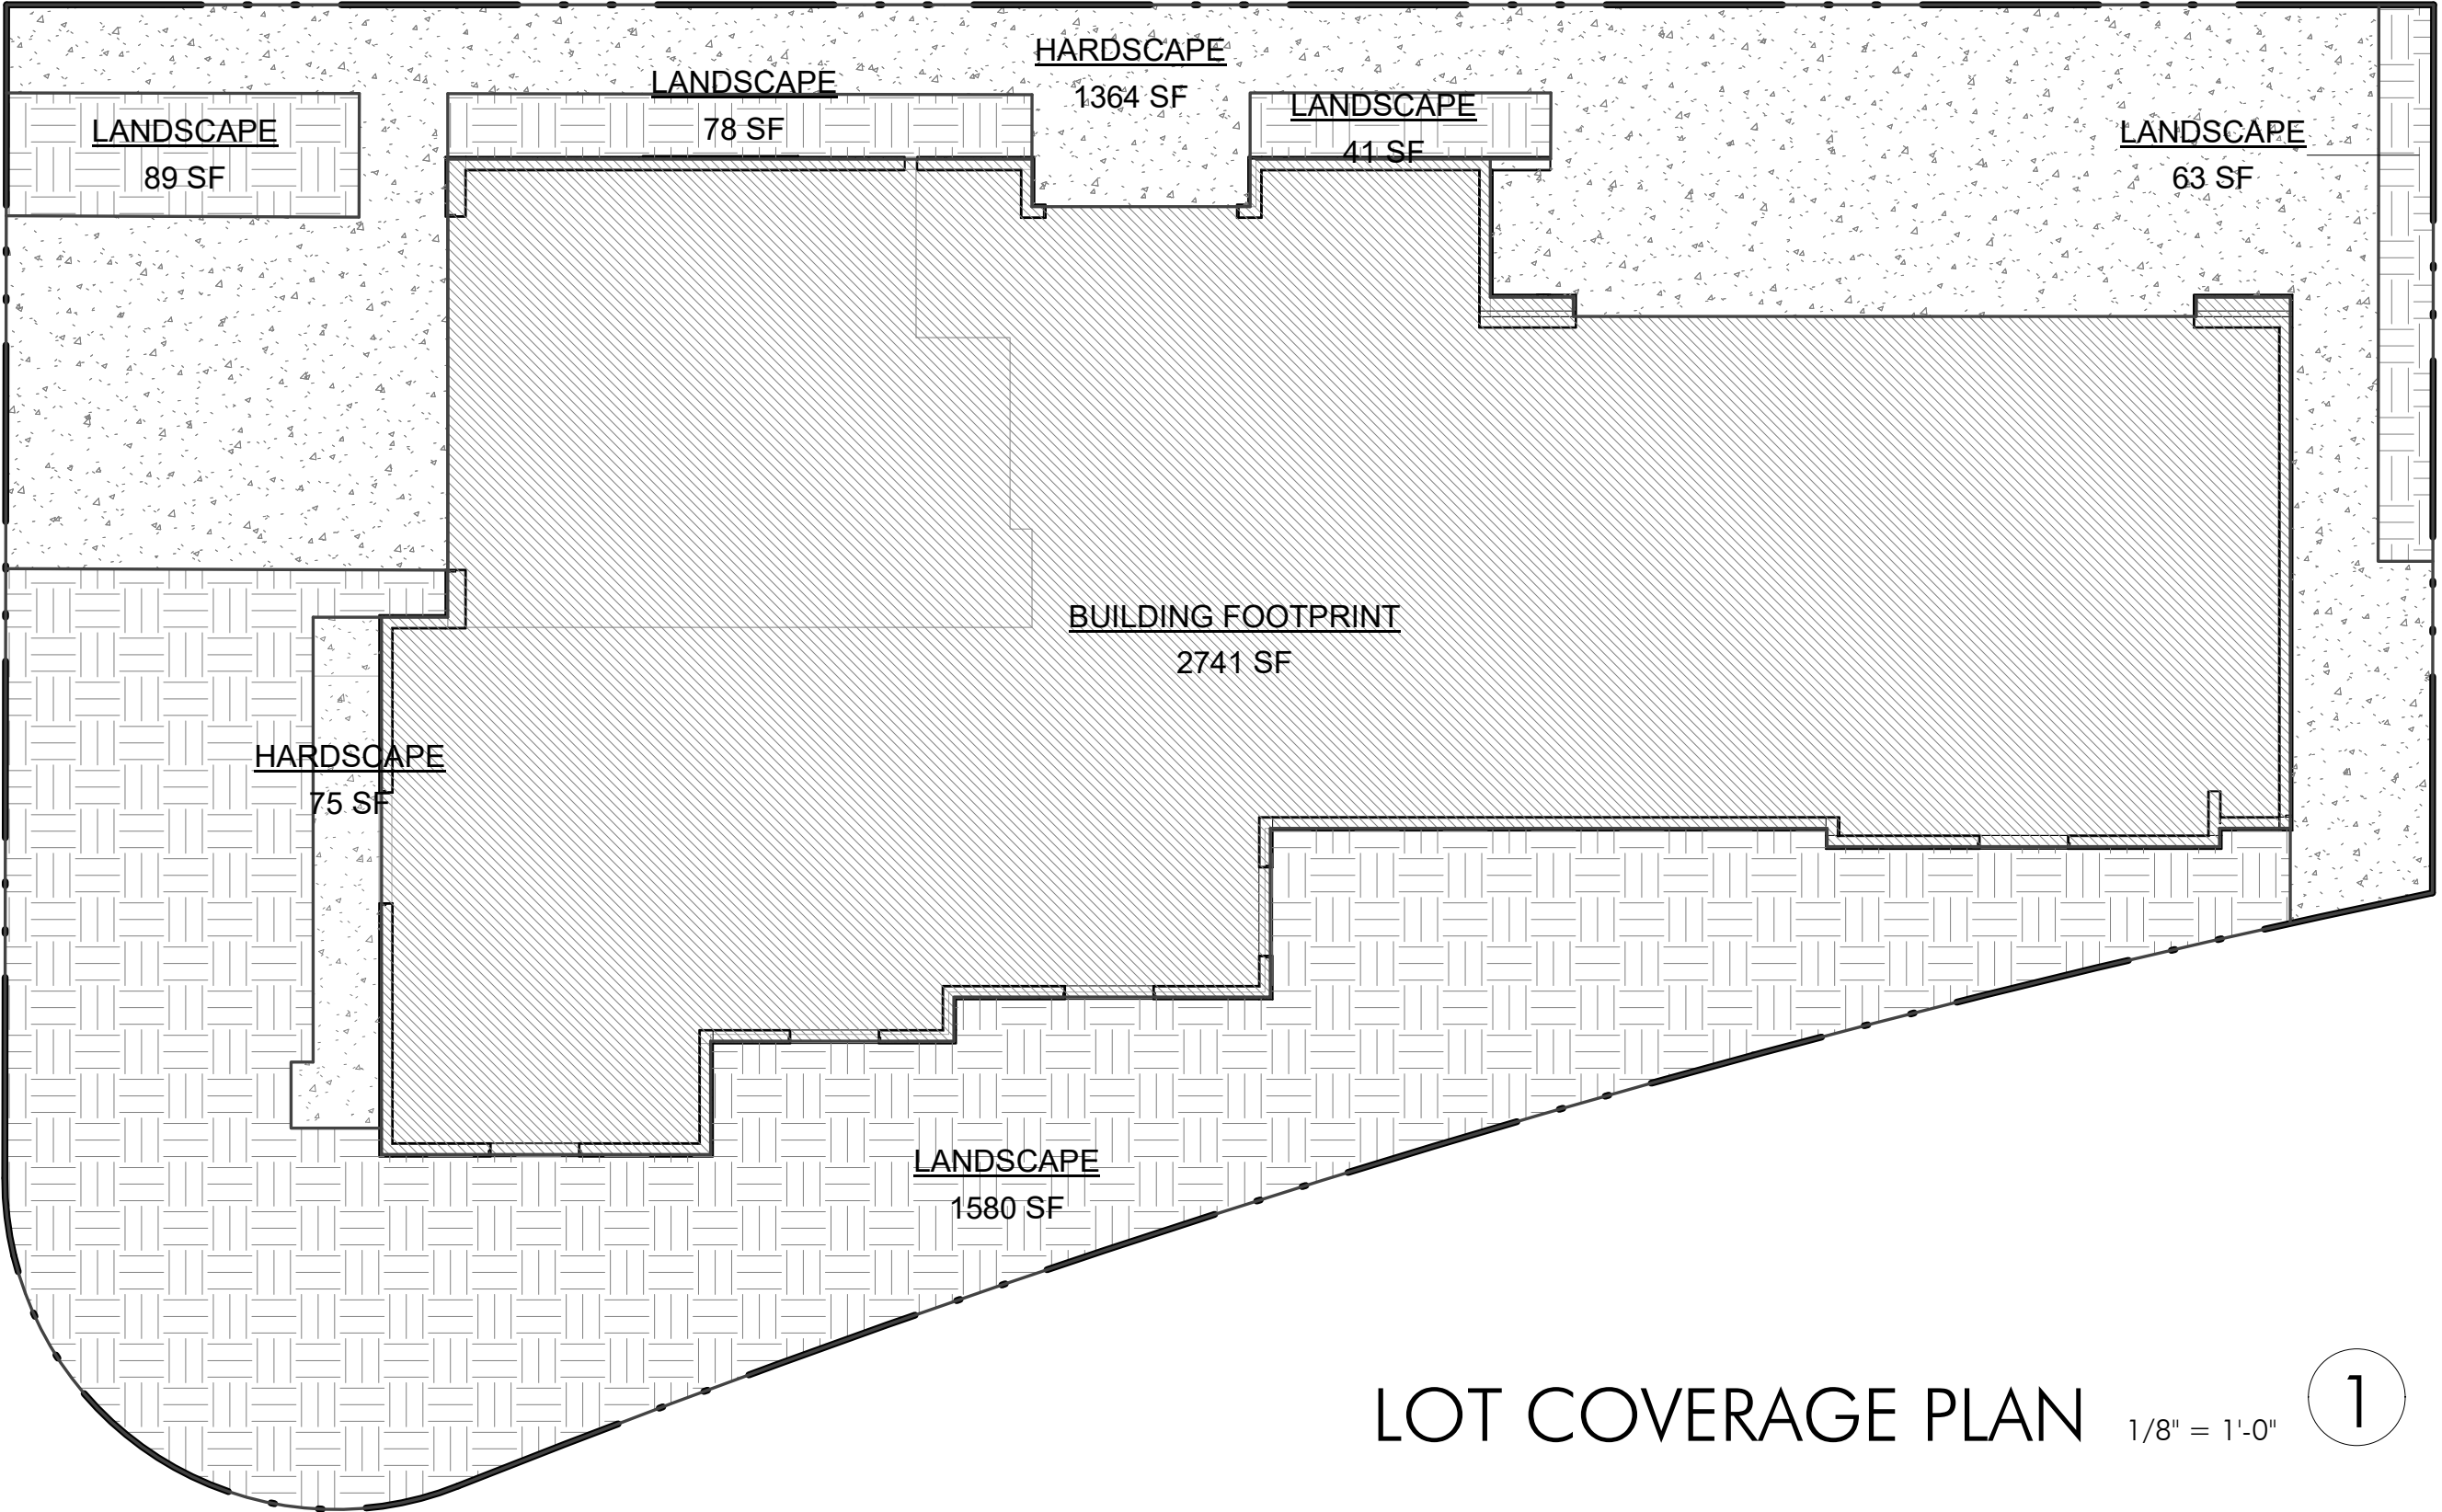 HARDSCAPE
1364 SF
LANDSCAPE
78 SF
LANDSCAPE
41 SF
LANDSCAPE
89 SF
LANDSCAPE
63 SF
BUILDING FOOTPRINT
2741 SF
HARDSCAPE
75 SF
LANDSCAPE
1580 SF
LOT COVERAGE PLAN
1/8" = 1'-0"
1